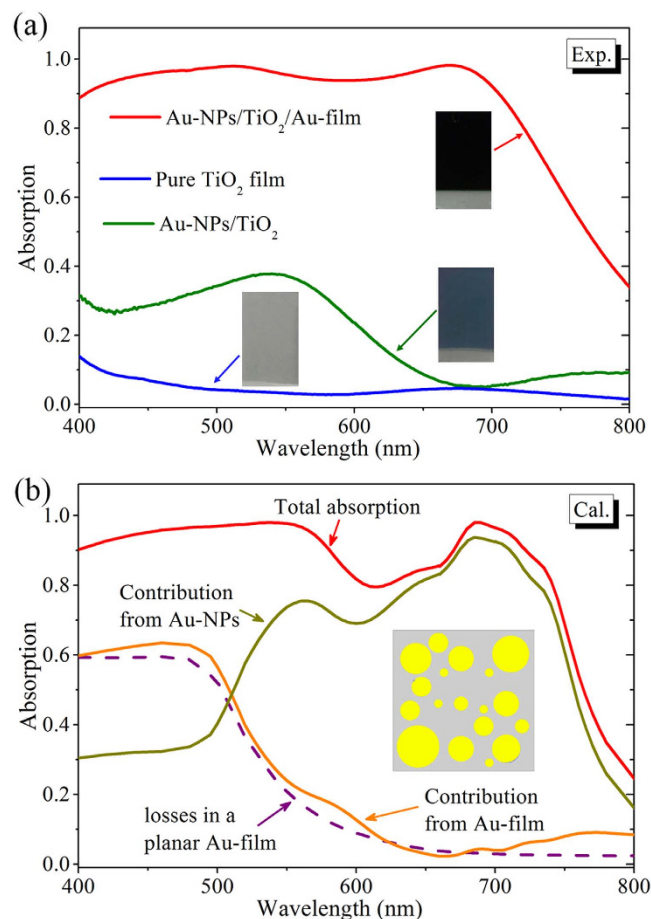 (a)
Exp.
1.0
0.8
0.6
0.4
0.2
0.0
Absorption
Au-NPs/TiO₂/Au-film
Pure TiO₂ film
Au-NPs/TiO₂
400 500 600 700 800
Wavelength (nm)
(b)
Cal.
1.0
0.8
0.6
0.4
0.2
0.0
Absorption
Total absorption
Contribution
from Au-NPs
losses in a
planar Au-film
Contribution
from Au-film
400 500 600 700 800
Wavelength (nm)